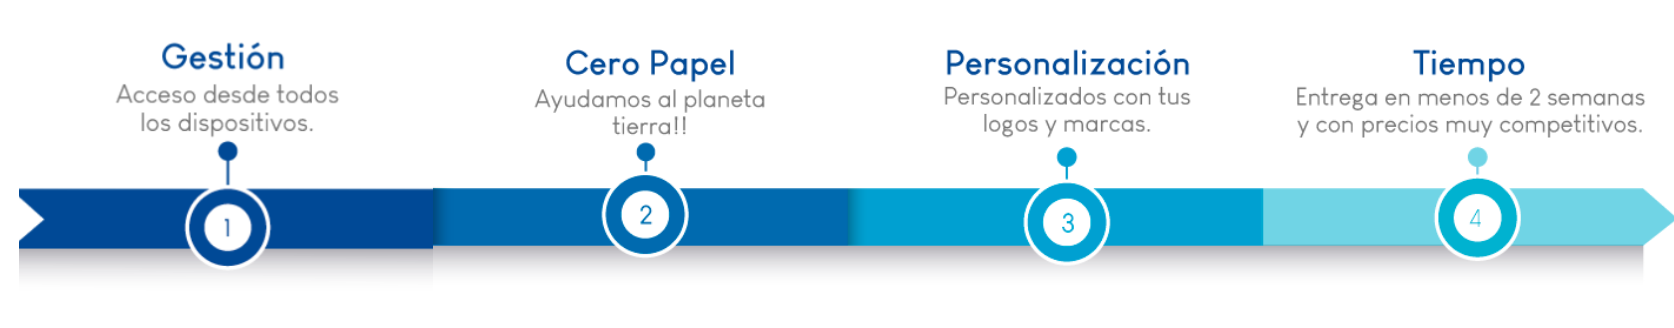 Gestión
Acceso desde todos
los dispositivos.
1
Cero Papel
Ayudamos al planeta
tierra!!
2
Personalización
Personalizados con tus
logos y marcas.
3
Tiempo
Entrega en menos de 2 semanas
y con precios muy competitivos.
4